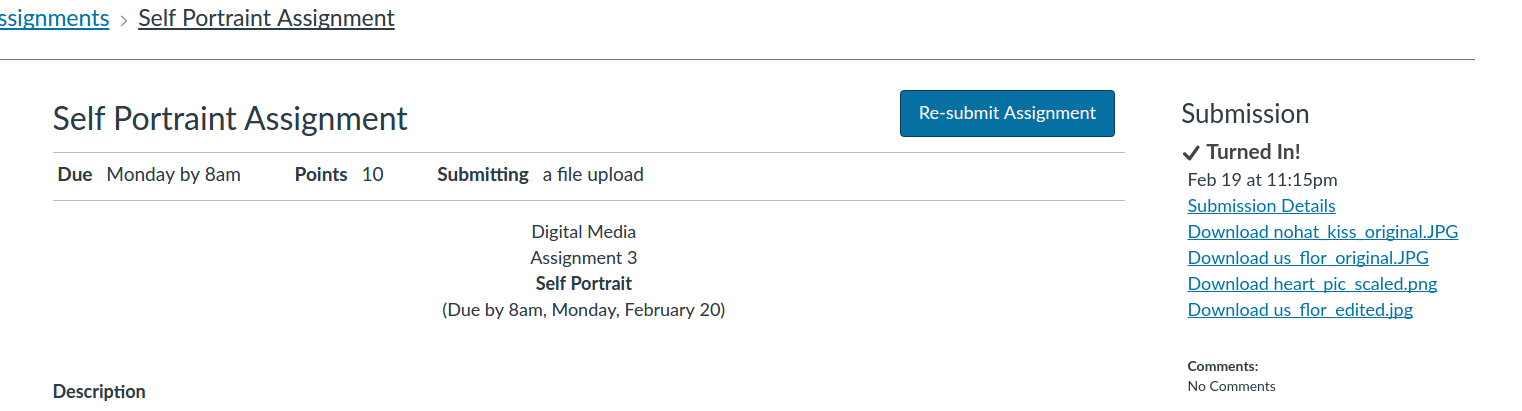 ssignments > Self Portraint Assignment
Self Portraint Assignment
Re-submit Assignment
Due Monday by 8am Points 10 Submitting a file upload
Digital Media
Assignment 3
Self Portrait
(Due by 8am, Monday, February 20)
Description
Submission
✔ Turned In!
Feb 19 at 11:15pm
Submission Details
Download nohat_kiss_original.JPG
Download us_flor_original.JPG
Download heart_pic_scaled.png
Download us_flor_edited.jpg
Comments:
No Comments